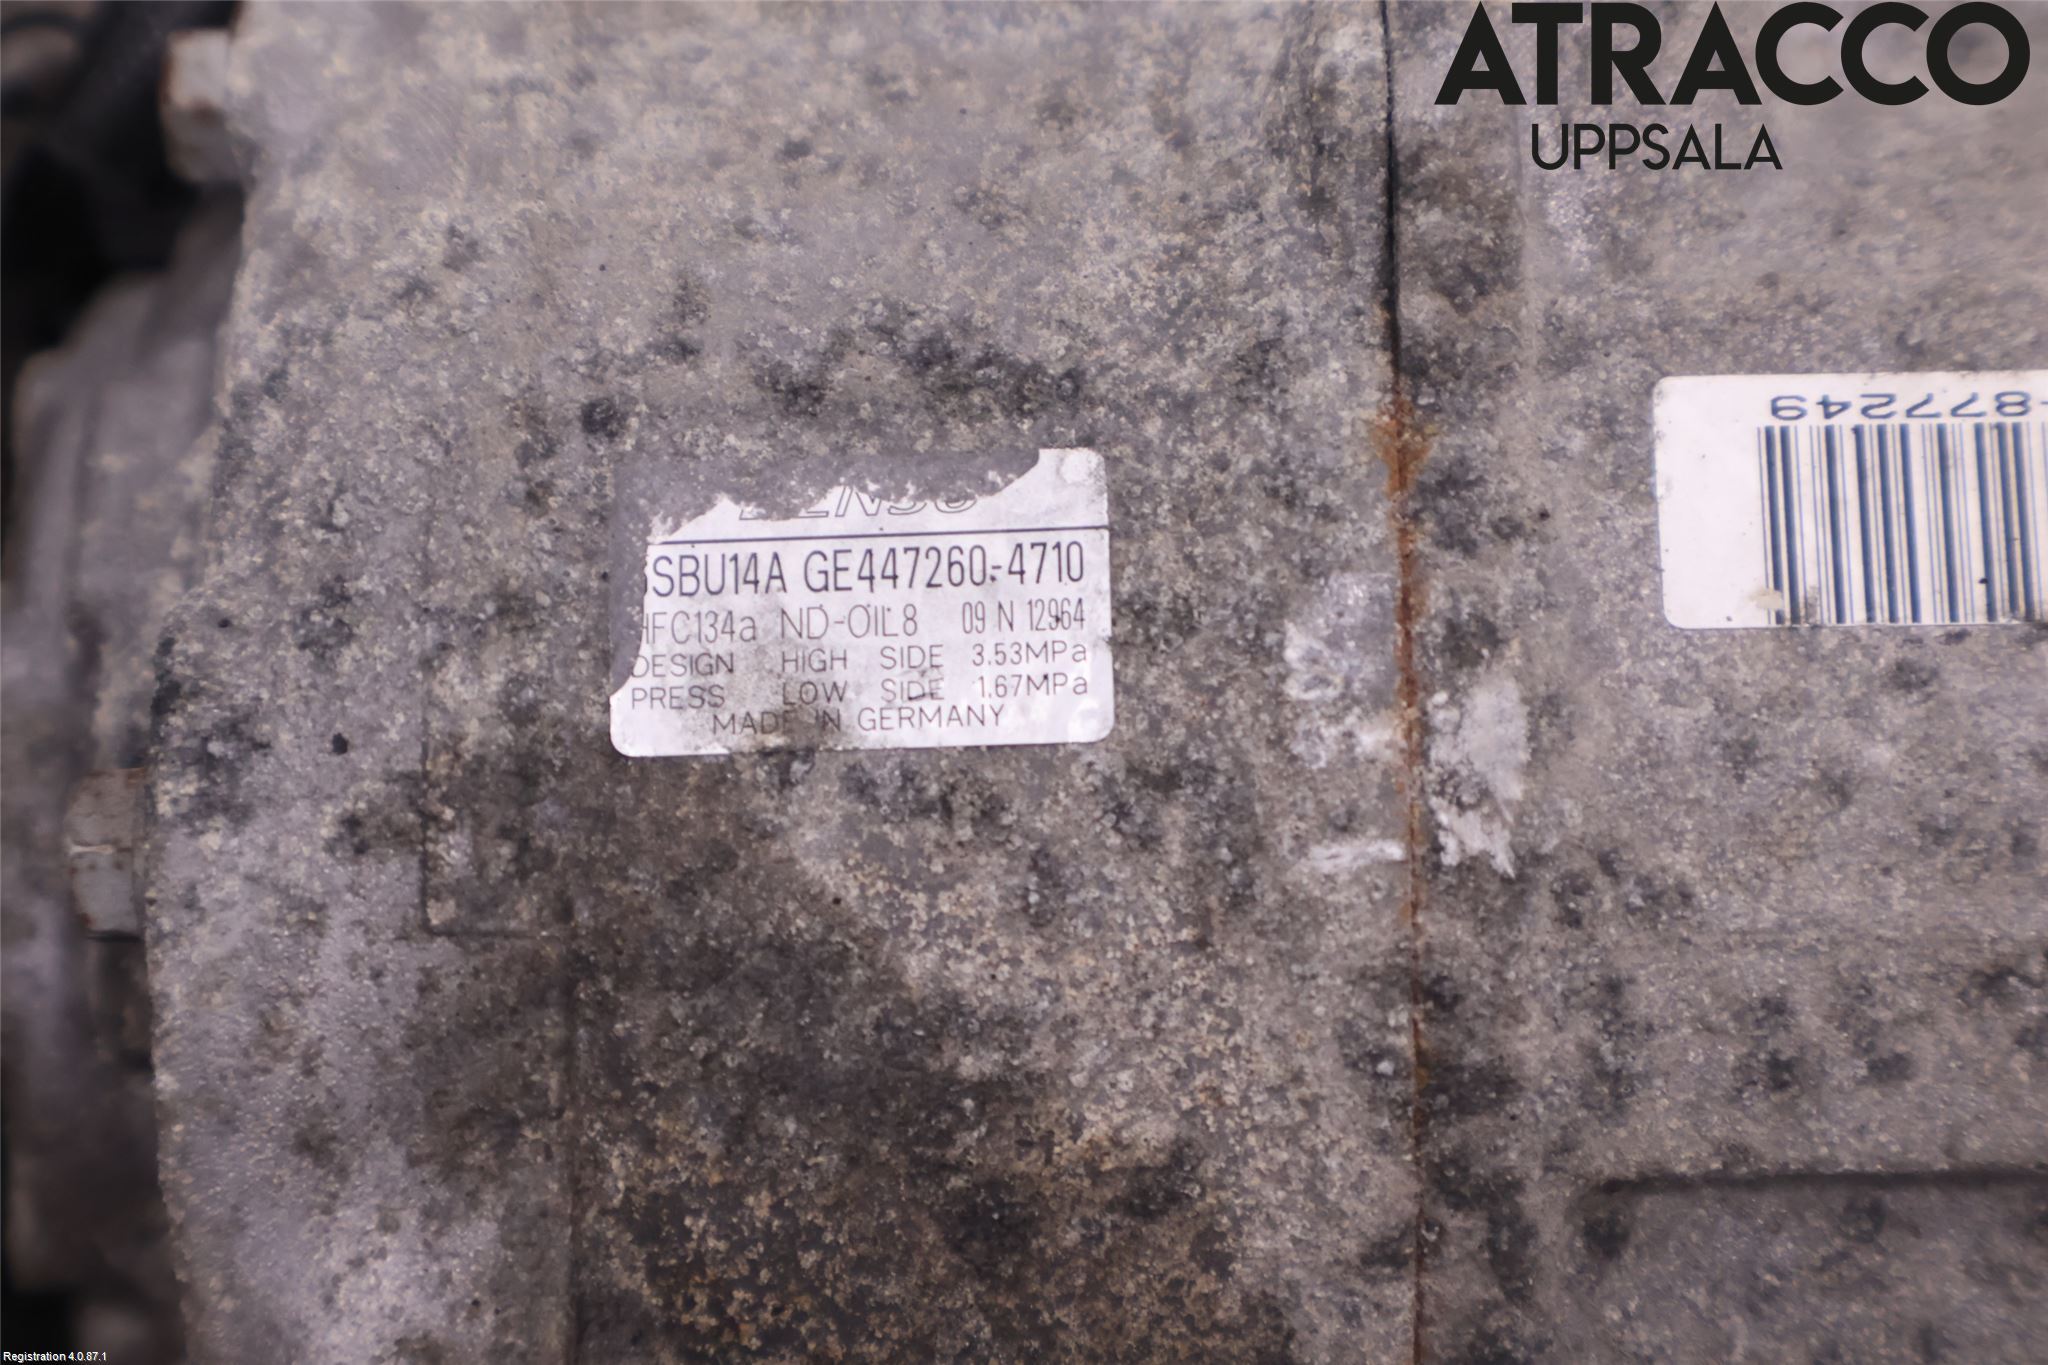 ATRACCO
UPPSALA
-877249
SBU14A GE447260-4710
HFC134a ND-OIL8 09 N 12964
DESIGN HIGH SIDE 3.53MPa
PRESS LOW SIDE 1.67MPa
MADE IN GERMANY
Registration 4.0.87.1